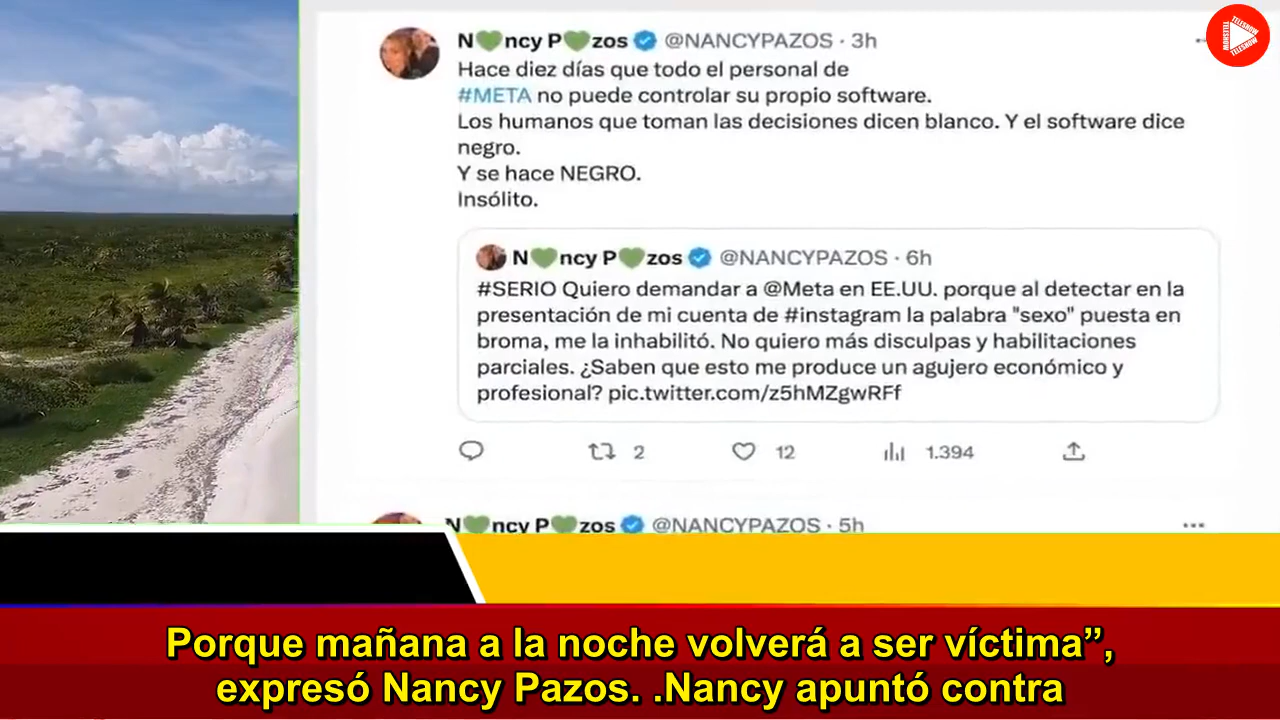 N💚ncy P💚zos @NANCYPAZOS · 3h
Hace diez días que todo el personal de
#META no puede controlar su propio software.
Los humanos que toman las decisiones dicen blanco. Y el software dice
negro.
Y se hace NEGRO.
Insólito.
N💚ncy P💚zos @NANCYPAZOS · 6h
#SERIO Quiero demandar a @Meta en EE.UU. porque al detectar en la
presentación de mi cuenta de #instagram la palabra "sexo" puesta en
broma, me la inhabilitó. No quiero más disculpas y habilitaciones
parciales. ¿Saben que esto me produce un agujero económico y
profesional? pic.twitter.com/z5hMZgwRFf
2 12 1.394
N💚ncy P💚zos @NANCYPAZOS · 5h
Porque mañana a la noche volverá a ser víctima”,
expresó Nancy Pazos. .Nancy apuntó contra